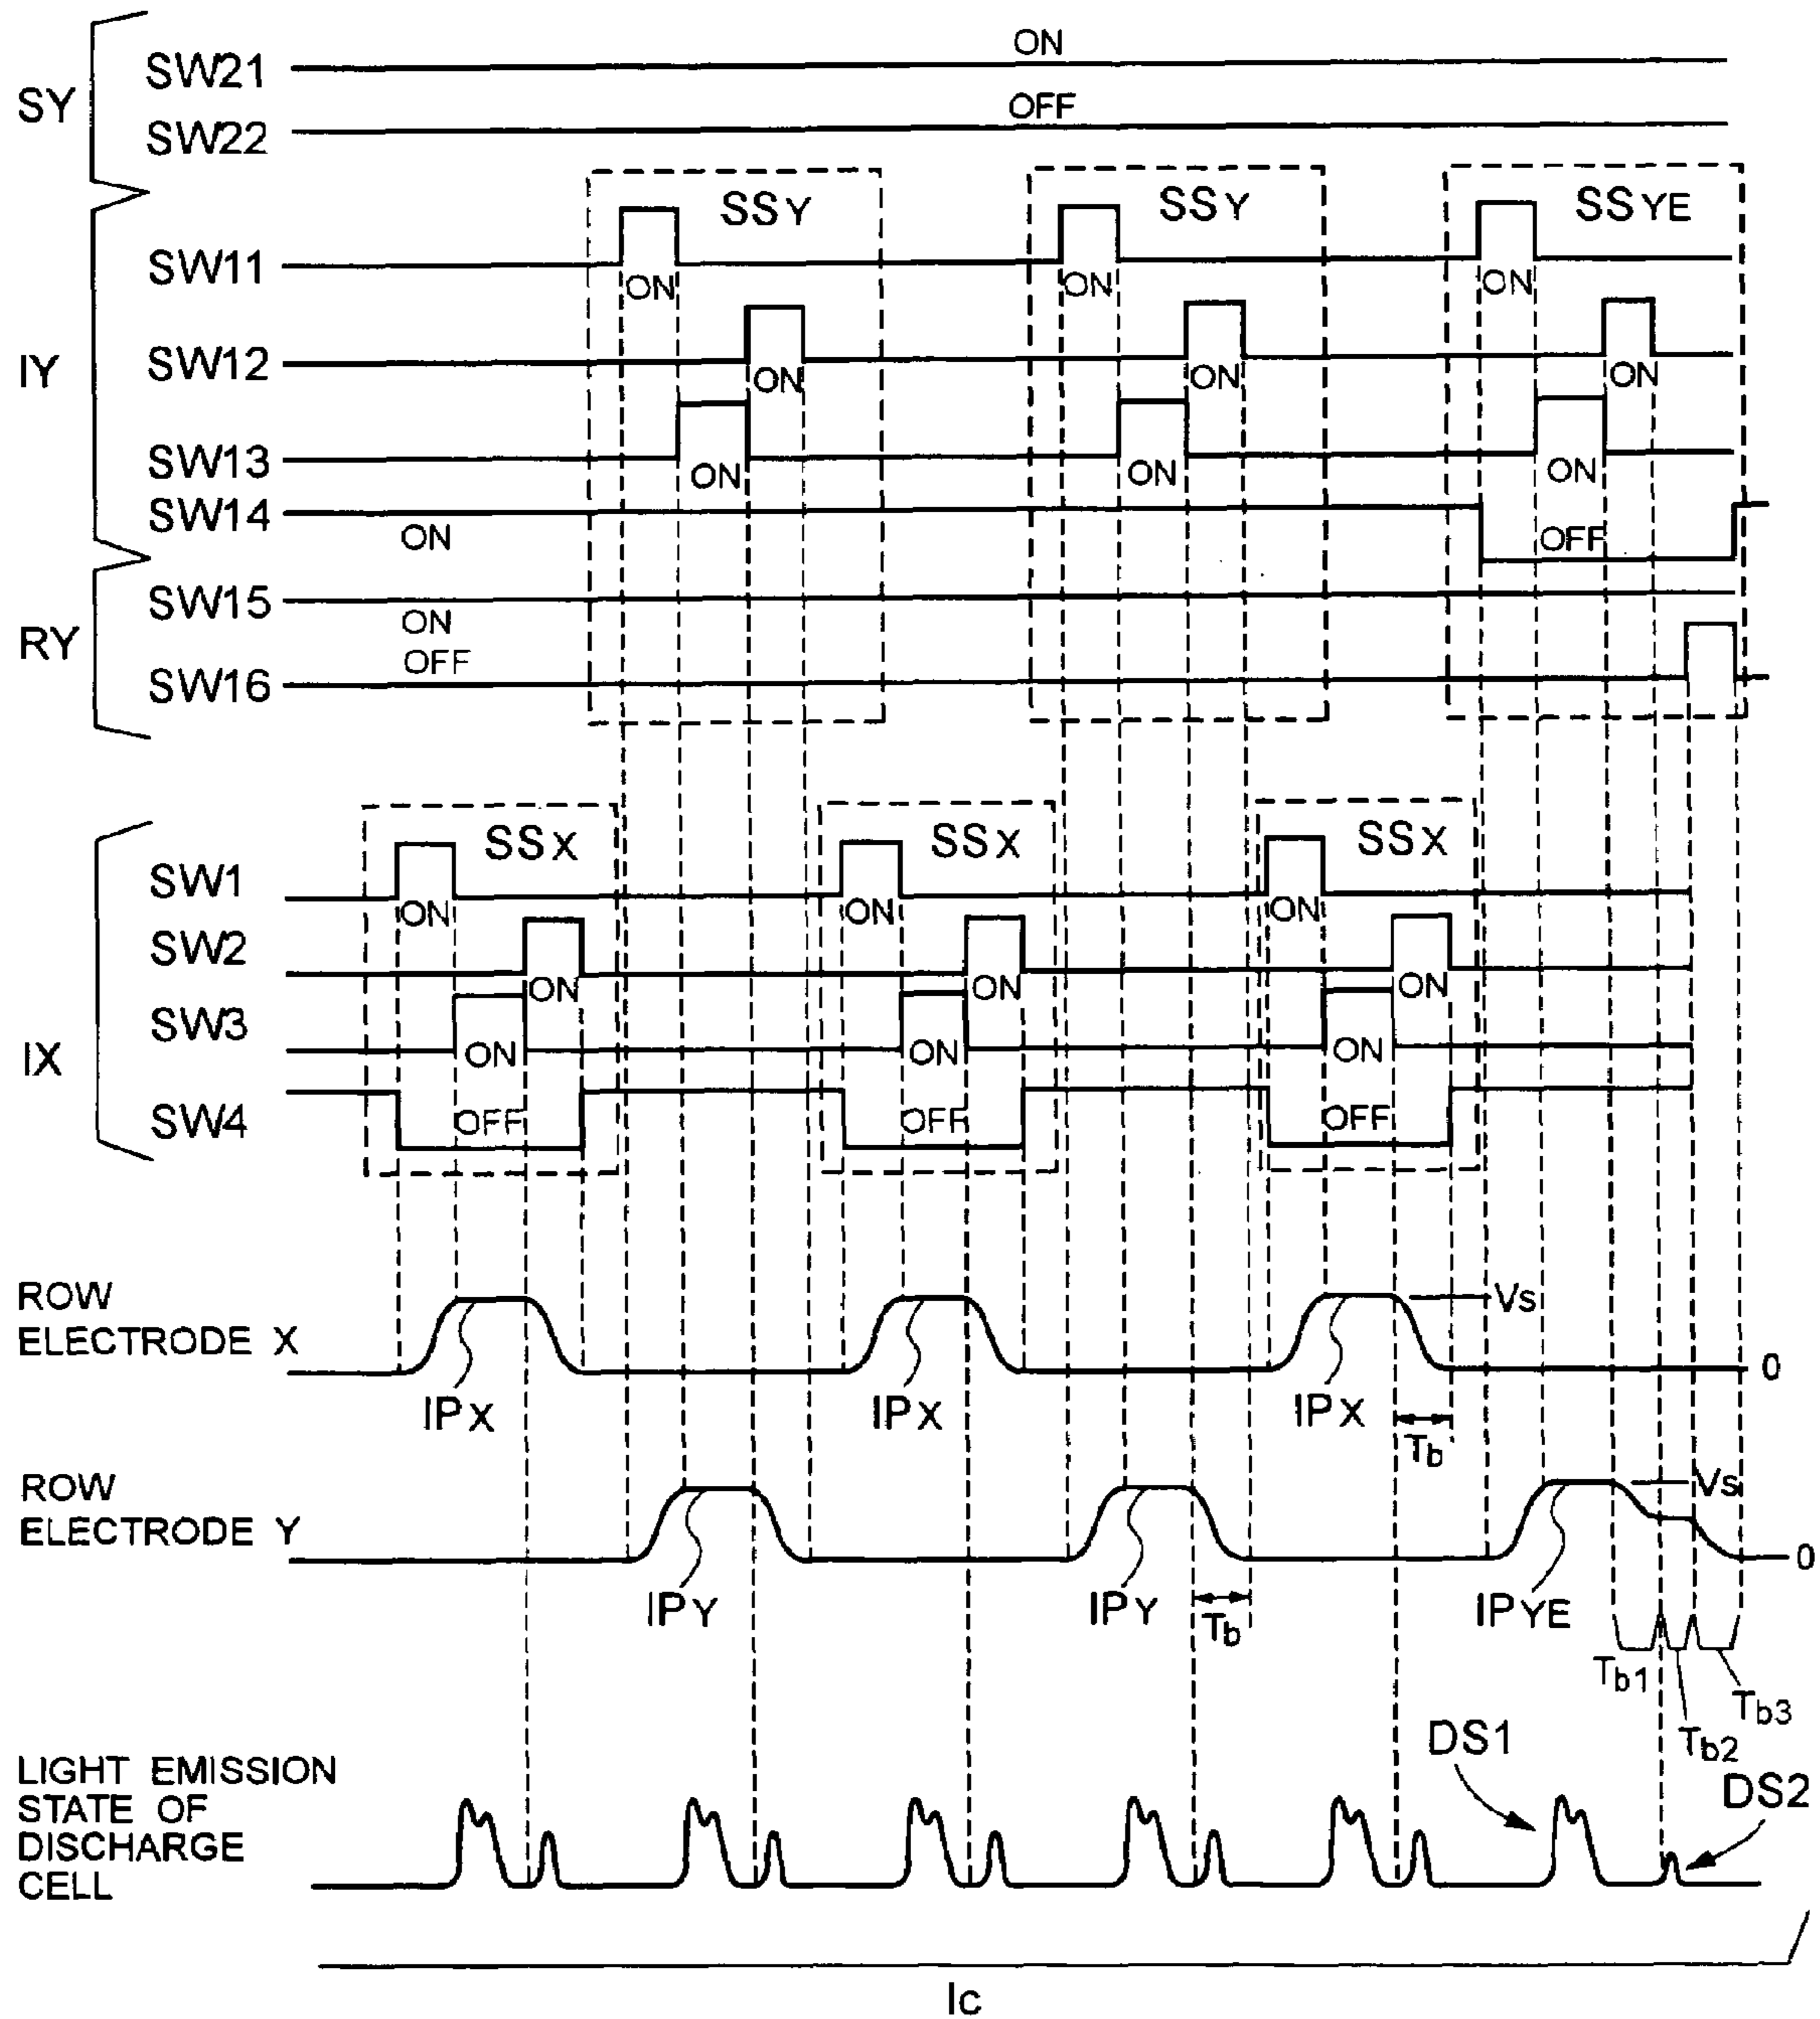 ON
SW21
SY
OFF
SW22
SSY SSY SSYE
SW11
ON ON ON
IY
SW12
ON ON ON
SW13
ON ON ON
SW14
ON OFF
SW15
ON
RY
OFF
SW16
SSX SSX SSX
SW1
ON ON ON
SW2
ON ON ON
SW3
ON ON ON
IX
SW4
OFF OFF OFF
ROW
ELECTRODE X
Vs
0
IPX IPX IPX
Tb
ROW
ELECTRODE Y
Vs
0
IPY IPY IPYE
Tb
Tb1
Tb3
Tb2
DS1
DS2
LIGHT EMISSION
STATE OF
DISCHARGE
CELL
Ic